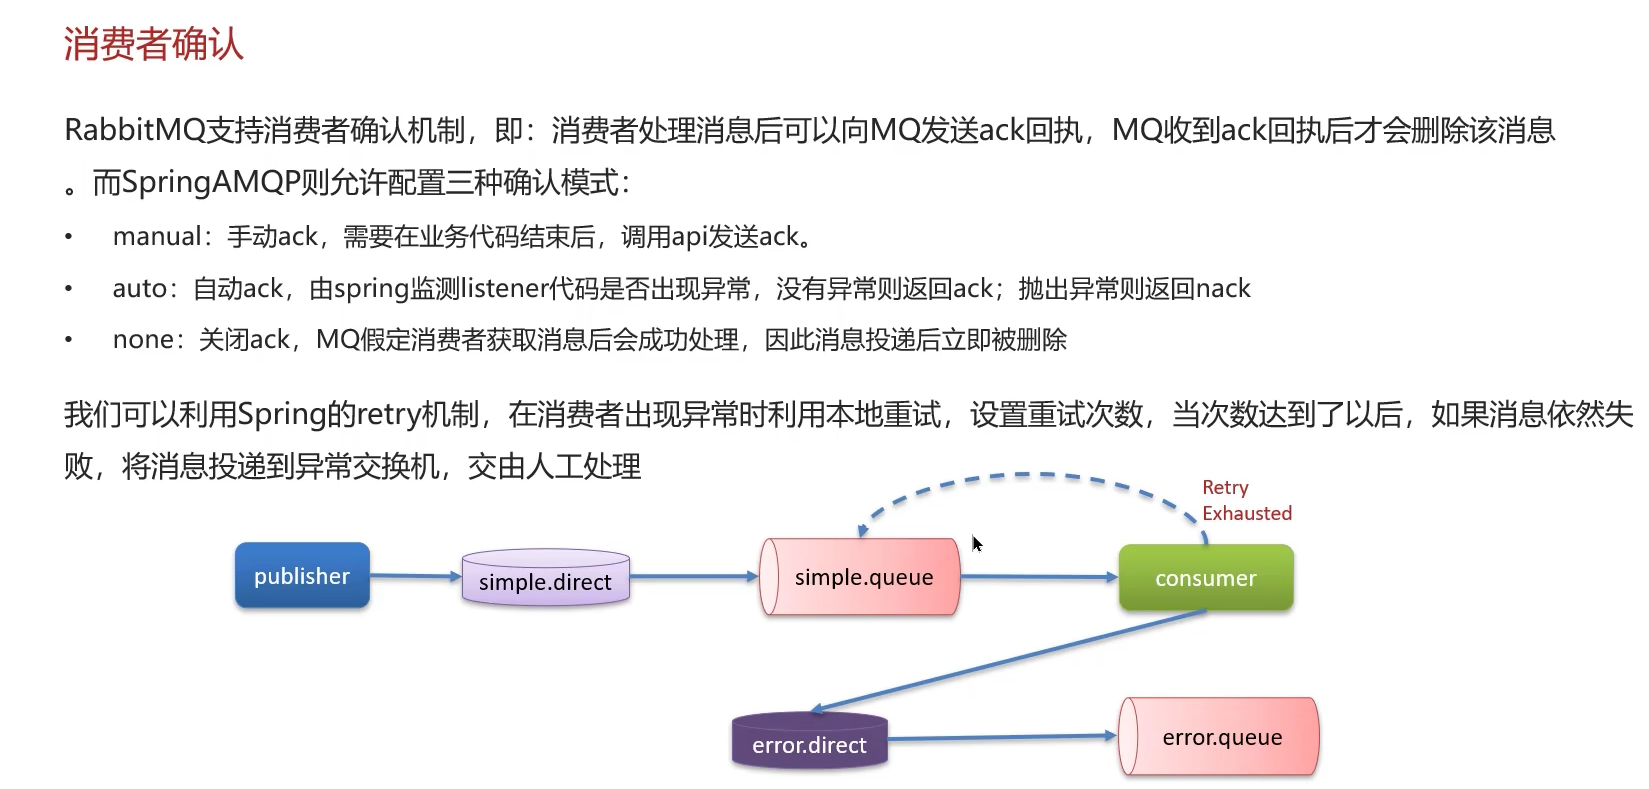 消费者确认
RabbitMQ支持消费者确认机制，即：消费者处理消息后可以向MQ发送ack回执，MQ收到ack回执后才会删除该消息
。而SpringAMQP则允许配置三种确认模式：
• manual：手动ack，需要在业务代码结束后，调用api发送ack。
• auto：自动ack，由spring监测listener代码是否出现异常，没有异常则返回ack；抛出异常则返回nack
• none：关闭ack，MQ假定消费者获取消息后会成功处理，因此消息投递后立即被删除
我们可以利用Spring的retry机制，在消费者出现异常时利用本地重试，设置重试次数，当次数达到了以后，如果消息依然失
败，将消息投递到异常交换机，交由人工处理
Retry
Exhausted
publisher
simple.direct
simple.queue
consumer
error.direct
error.queue